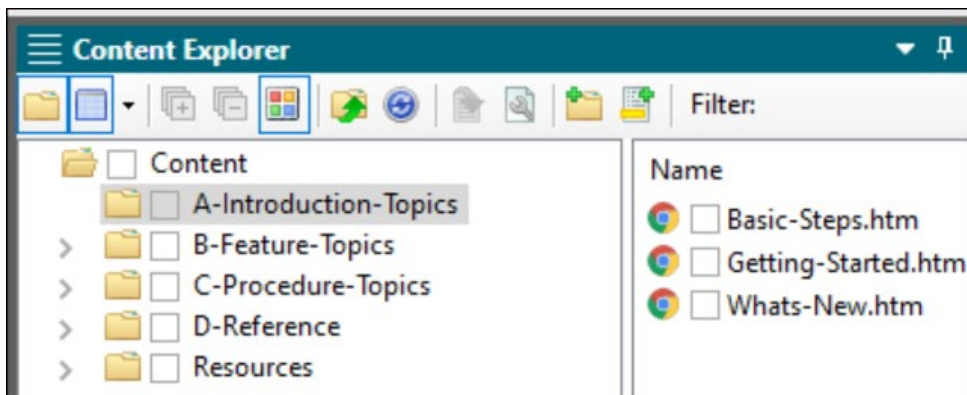 Content Explorer
Filter:
Content
A-Introduction-Topics
B-Feature-Topics
C-Procedure-Topics
D-Reference
Resources
Name
Basic-Steps.htm
Getting-Started.htm
Whats-New.htm